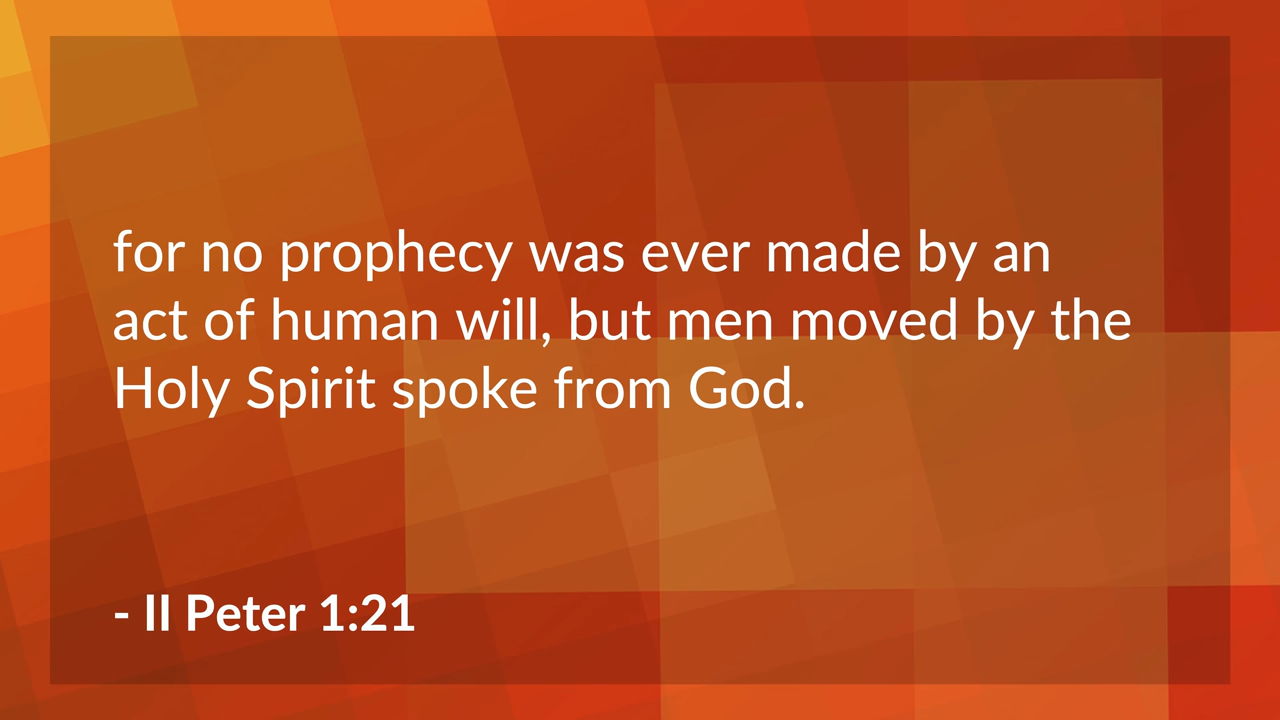 for no prophecy was ever made by an
act of human will, but men moved by the
Holy Spirit spoke from God.
- II Peter 1:21